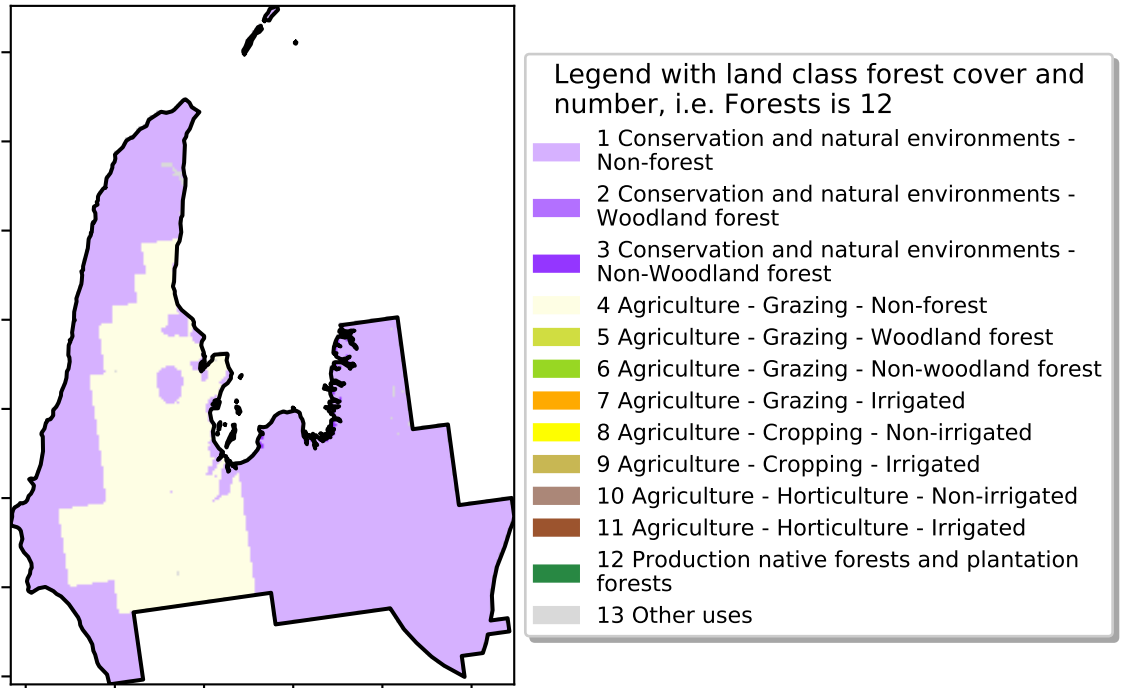 Legend with land class forest cover and
number, i.e. Forests is 12
1 Conservation and natural environments -
Non-forest
2 Conservation and natural environments -
Woodland forest
3 Conservation and natural environments -
Non-Woodland forest
4 Agriculture - Grazing - Non-forest
5 Agriculture - Grazing - Woodland forest
6 Agriculture - Grazing - Non-woodland forest
7 Agriculture - Grazing - Irrigated
8 Agriculture - Cropping - Non-irrigated
9 Agriculture - Cropping - Irrigated
10 Agriculture - Horticulture - Non-irrigated
11 Agriculture - Horticulture - Irrigated
12 Production native forests and plantation
forests
13 Other uses